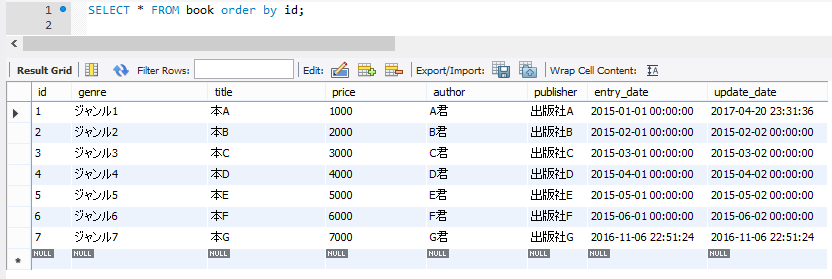 1 SELECT * FROM book order by id;
2
Result Grid Filter Rows: Edit: Export/Import: Wrap Cell Content: IA
id genre title price author publisher entry_date update_date
1 ジャンル1 本A 1000 A君 出版社A 2015-01-01 00:00:00 2017-04-20 23:31:36
2 ジャンル2 本B 2000 B君 出版社B 2015-02-01 00:00:00 2015-02-02 00:00:00
3 ジャンル3 本C 3000 C君 出版社C 2015-03-01 00:00:00 2015-03-02 00:00:00
4 ジャンル4 本D 4000 D君 出版社D 2015-04-01 00:00:00 2015-04-02 00:00:00
5 ジャンル5 本E 5000 E君 出版社E 2015-05-01 00:00:00 2015-05-02 00:00:00
6 ジャンル6 本F 6000 F君 出版社F 2015-06-01 00:00:00 2015-06-02 00:00:00
7 ジャンル7 本G 7000 G君 出版社G 2016-11-06 22:51:24 2016-11-06 22:51:24
NULL NULL NULL NULL NULL NULL NULL NULL